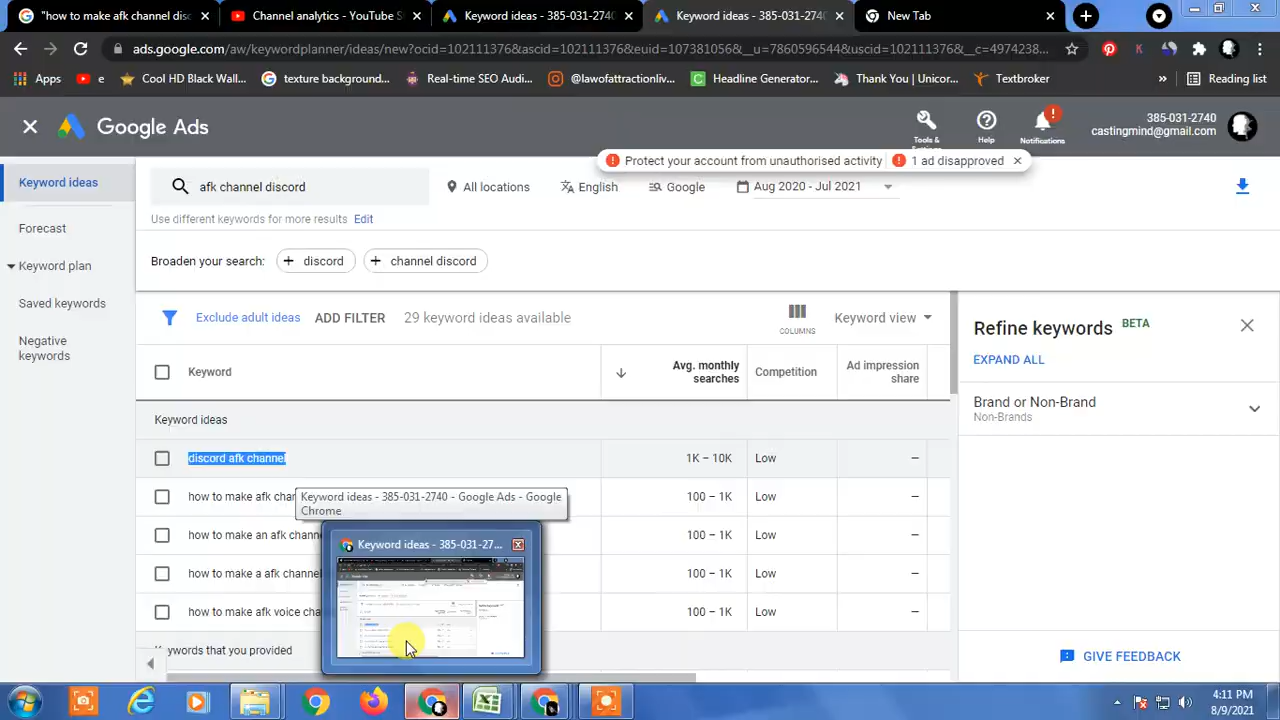 "how to make afk channel disc
Channel analytics - YouTube S
Keyword ideas - 385-031-2740
Keyword ideas - 385-031-2740
New Tab
ads.google.com/aw/keywordplanner/ideas/new?ocid=102111376&ascid=102111376&euid=107381056&__u=7860596544&uscid=102111376&__c=4974238...
Apps
e
Cool HD Black Wall...
texture background...
Real-time SEO Audit...
@lawofattractionliv...
Headline Generator...
Thank You | Unicor...
Textbroker
»
Reading list
Google Ads
Tools &
Settings
Help
Notifications
385-031-2740
castingmind@gmail.com
Protect your account from unauthorised activity
1 ad disapproved
Keyword ideas
Forecast
Keyword plan
Saved keywords
Negative
keywords
afk channel discord
All locations
English
Google
Aug 2020 - Jul 2021
Use different keywords for more results Edit
Broaden your search:
+ discord
+ channel discord
Exclude adult ideas
ADD FILTER
29 keyword ideas available
COLUMNS
Keyword view
Keyword
Avg. monthly
searches
Competition
Ad impression
share
Keyword ideas
discord afk channel
1K – 10K
Low
–
how to make afk chan
100 – 1K
Low
–
how to make an afk chann
100 – 1K
Low
–
how to make a afk channel
100 – 1K
Low
–
how to make afk voice cha
100 – 1K
Low
–
Keywords that you provided
Keyword ideas - 385-031-2740 - Google Ads - Google
Chrome
Keyword ideas - 385-031-27...
Refine keywords BETA
EXPAND ALL
Brand or Non-Brand
Non-Brands
GIVE FEEDBACK
4:11 PM
8/9/2021